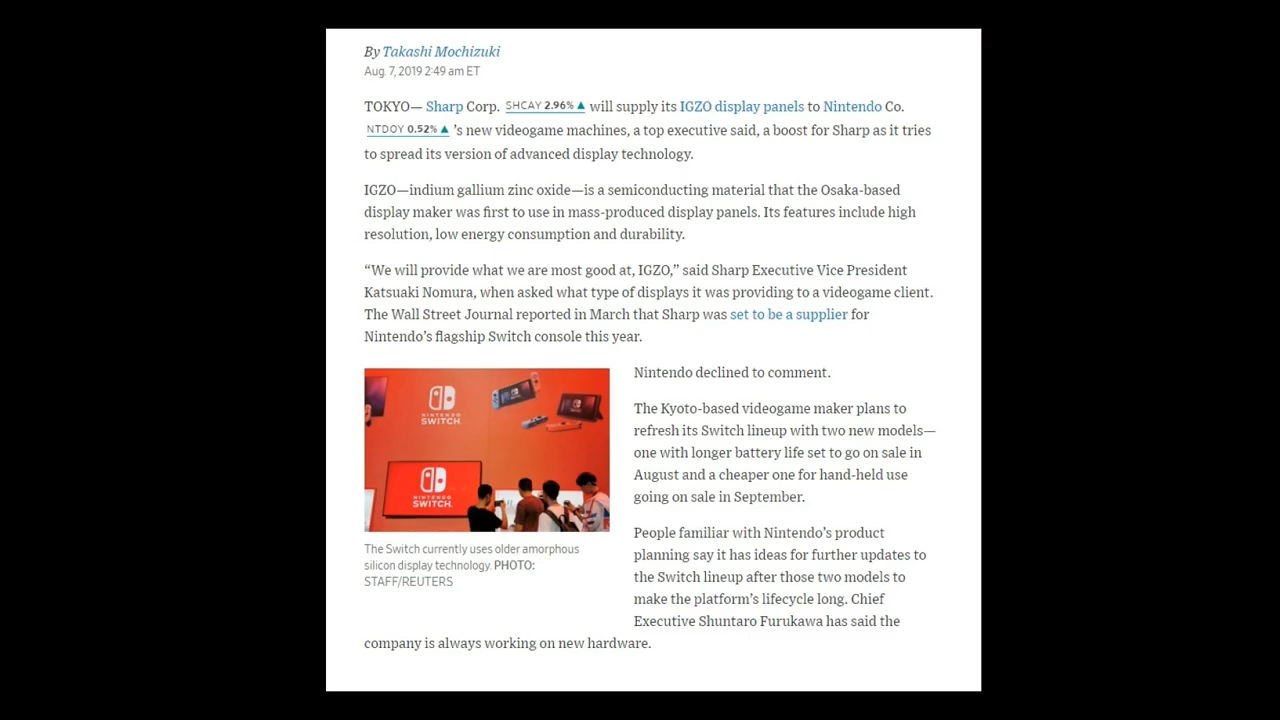 By Takashi Mochizuki
Aug. 7, 2019 2:49 am ET
TOKYO— Sharp Corp. SHCAY 2.96% ▲ will supply its IGZO display panels to Nintendo Co.
NTDOY 0.52% ▲ 's new videogame machines, a top executive said, a boost for Sharp as it tries
to spread its version of advanced display technology.
IGZO—indium gallium zinc oxide—is a semiconducting material that the Osaka-based
display maker was first to use in mass-produced display panels. Its features include high
resolution, low energy consumption and durability.
“We will provide what we are most good at, IGZO,” said Sharp Executive Vice President
Katsuaki Nomura, when asked what type of displays it was providing to a videogame client.
The Wall Street Journal reported in March that Sharp was set to be a supplier for
Nintendo’s flagship Switch console this year.
NINTENDO
SWITCH.
NINTENDO
SWITCH.
The Switch currently uses older amorphous
silicon display technology. PHOTO:
STAFF/REUTERS
Nintendo declined to comment.
The Kyoto-based videogame maker plans to
refresh its Switch lineup with two new models—
one with longer battery life set to go on sale in
August and a cheaper one for hand-held use
going on sale in September.
People familiar with Nintendo’s product
planning say it has ideas for further updates to
the Switch lineup after those two models to
make the platform’s lifecycle long. Chief
Executive Shuntaro Furukawa has said the
company is always working on new hardware.